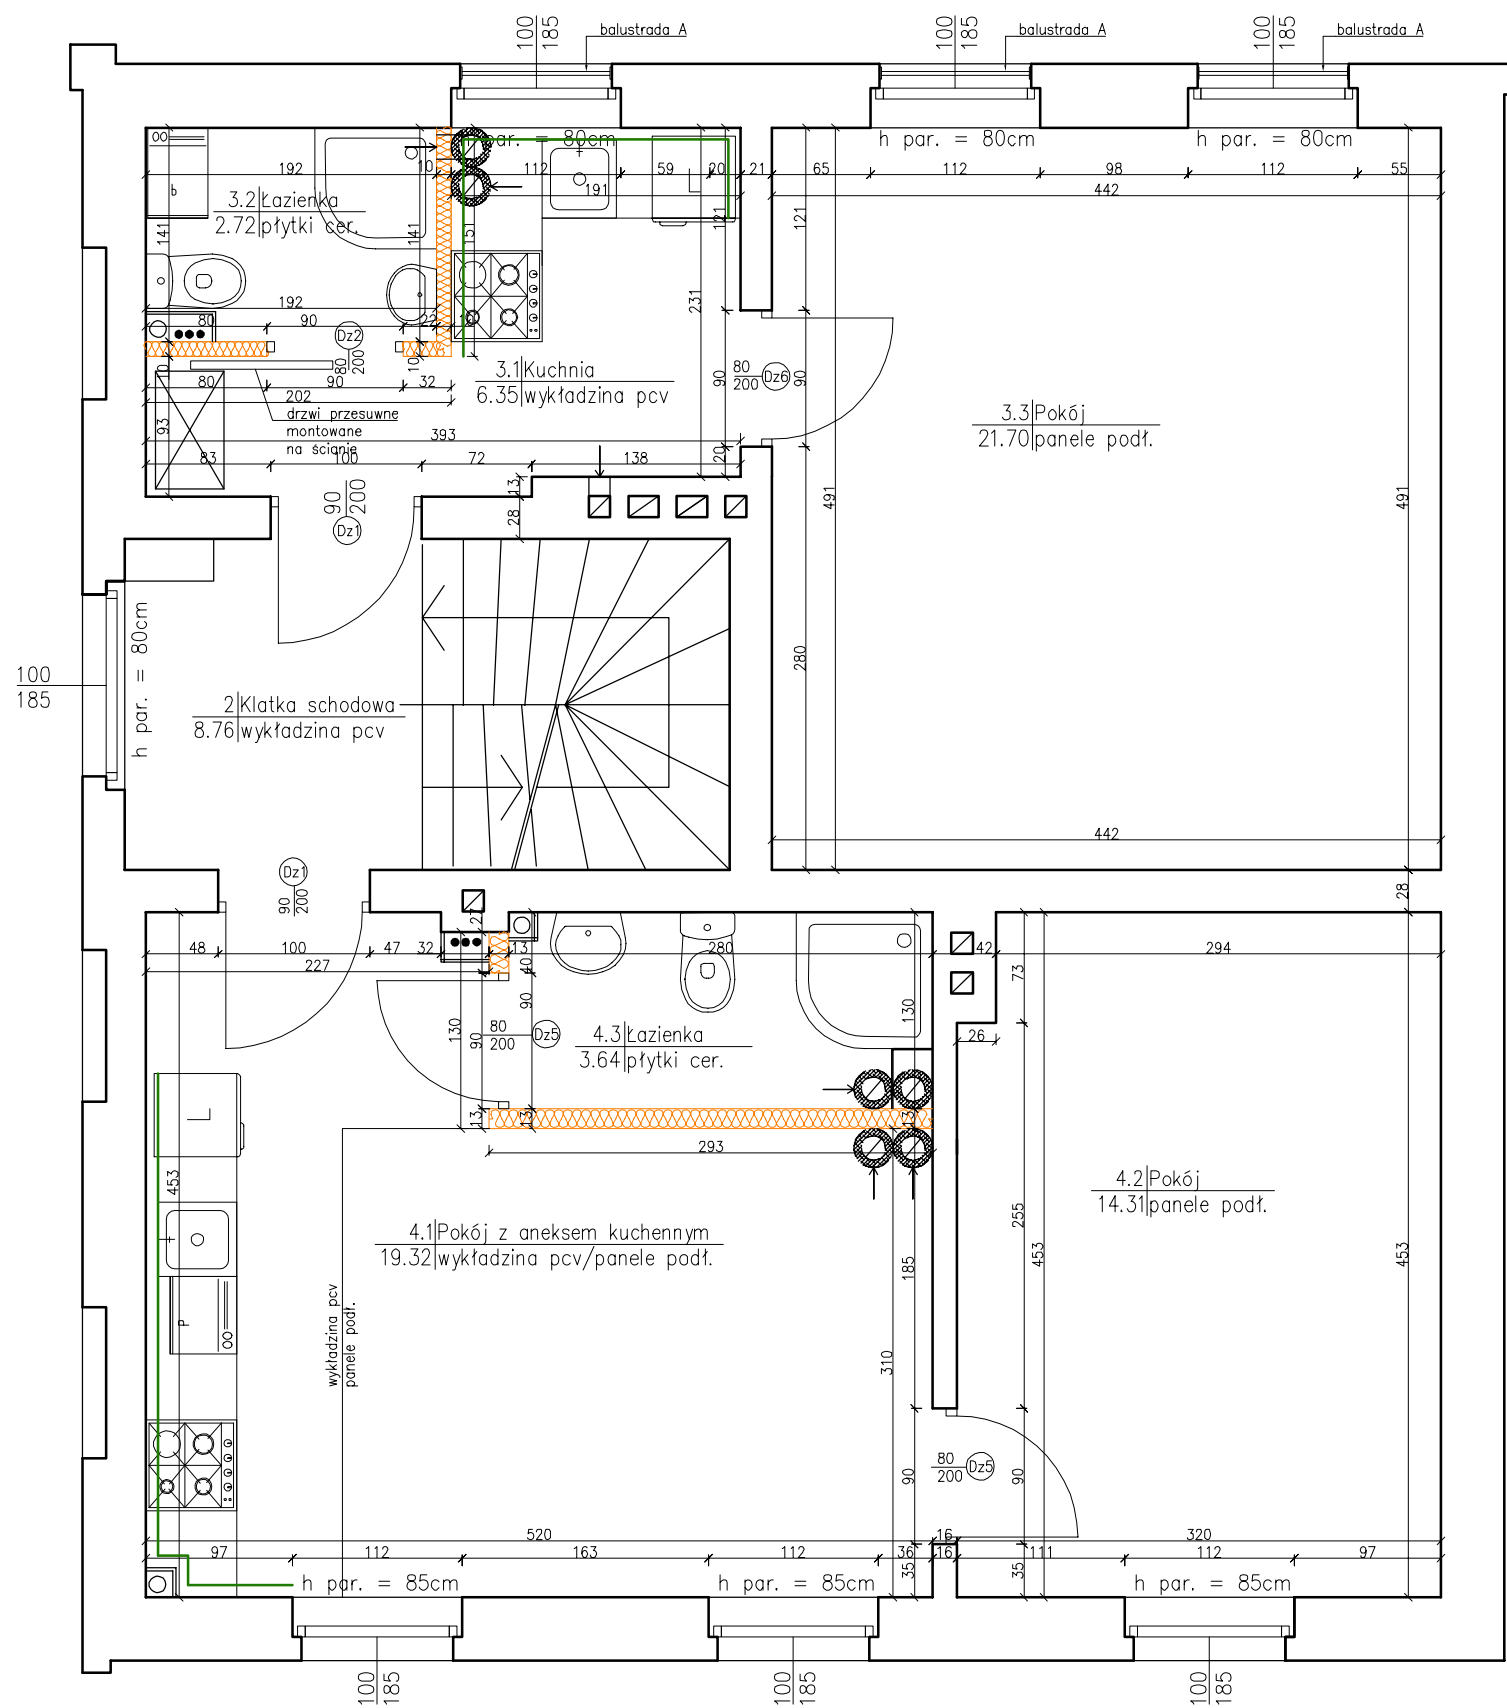 100
185
balustrada A
100
185
balustrada A
100
185
balustrada A
h par. = 80cm
h par. = 80cm
par. = 80cm
192
10
112
59
20
21
65
112
98
112
55
191
442
b
3.2 Łazienka
2.72 płytki cer.
141
141
151
121
121
231
192
80
90
22
Dz2
80
200
10
10
80
90
32
202
drzwi przesuwne
montowane
na ścianie
93
393
83
100
72
138
3.1 Kuchnia
6.35 wykładzina pcv
L
90
80
200
Dz6
90
20
3.3 Pokój
21.70 panele podł.
491
491
280
13
28
90
200
Dz1
h par. = 80cm
100
185
2 Klatka schodowa
8.76 wykładzina pcv
442
28
Dz1
90
200
27
48
100
47
32
13
280
42
294
227
40
90
130
90
80
200
Dz5
130
73
26
4.3 Łazienka
3.64 płytki cer.
13
13
13
293
L
453
4.1 Pokój z aneksem kuchennym
19.32 wykładzina pcv/panele podł.
wykładzina pcv
panele podł.
P
4.2 Pokój
14.31 panele podł.
255
453
453
185
310
90
80
200
Dz5
90
520
16
320
97
112
163
112
36
16
111
112
97
35
35
h par. = 85cm
h par. = 85cm
h par. = 85cm
100
185
100
185
100
185